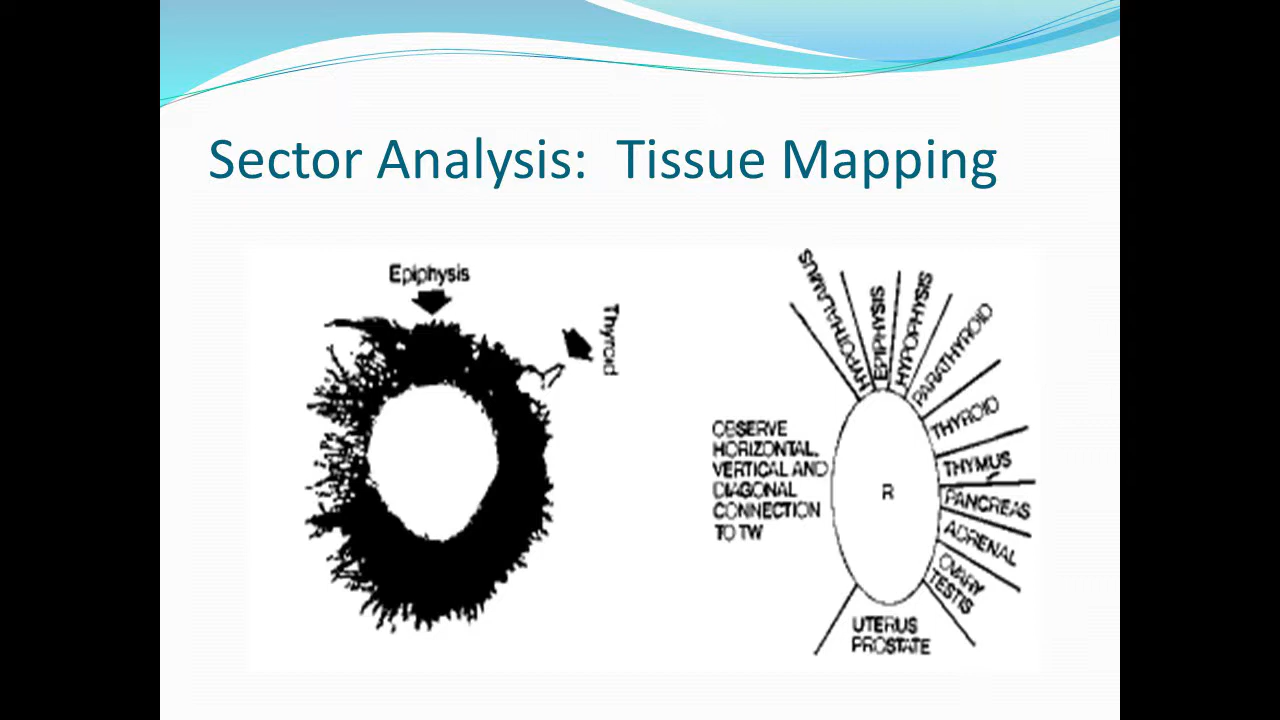 Sector Analysis: Tissue Mapping
Epiphysis
Thyroid
HYPOTHALAMUS
EPIPHYSIS
HYPOPHYSIS
PARATHYROID
THYROID
THYMUS
PANCREAS
ADRENAL
OVARY
TESTIS
UTERUS
PROSTATE
OBSERVE
HORIZONTAL,
VERTICAL AND
DIAGONAL
CONNECTION
TO TW
R